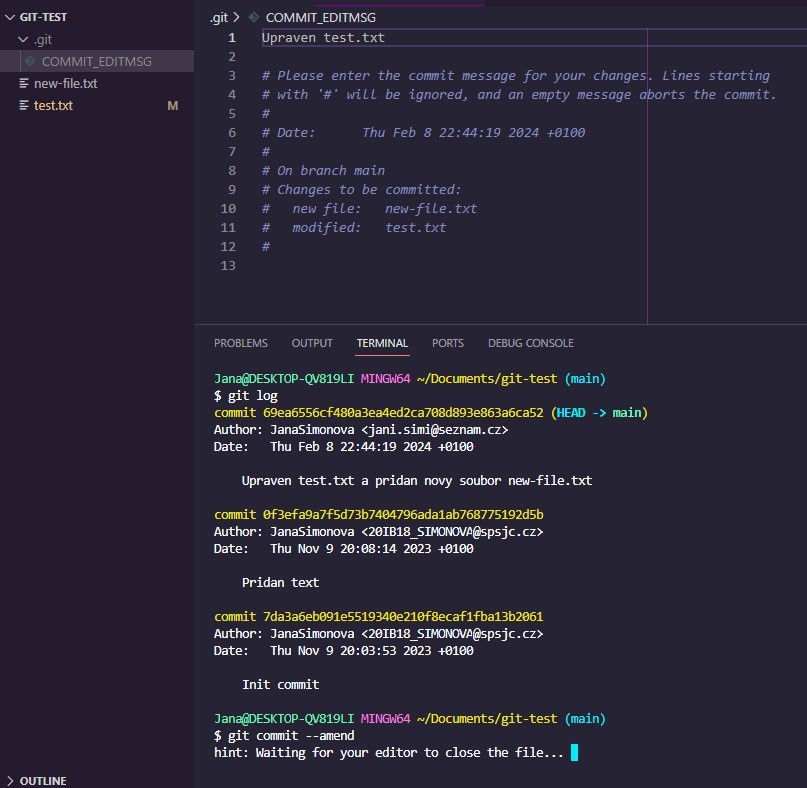 GIT-TEST
.git
COMMIT_EDITMSG
new-file.txt
test.txt M
OUTLINE
.git > COMMIT_EDITMSG
1 Upraven test.txt
2
3 # Please enter the commit message for your changes. Lines starting
4 # with '#' will be ignored, and an empty message aborts the commit.
5 #
6 # Date:      Thu Feb 8 22:44:19 2024 +0100
7 #
8 # On branch main
9 # Changes to be committed:
10 #   new file:   new-file.txt
11 #   modified:   test.txt
12 #
13
PROBLEMS OUTPUT TERMINAL PORTS DEBUG CONSOLE
Jana@DESKTOP-QV819LI MINGW64 ~/Documents/git-test (main)
$ git log
commit 69ea6556cf480a3ea4ed2ca708d893e863a6ca52 (HEAD -> main)
Author: JanaSimonova <jani.simi@seznam.cz>
Date:   Thu Feb 8 22:44:19 2024 +0100
Upraven test.txt a pridan novy soubor new-file.txt
commit 0f3efa9a7f5d73b7404796ada1ab768775192d5b
Author: JanaSimonova <20IB18_SIMONOVA@spsjc.cz>
Date:   Thu Nov 9 20:08:14 2023 +0100
Pridan text
commit 7da3a6eb091e5519340e210f8ecaf1fba13b2061
Author: JanaSimonova <20IB18_SIMONOVA@spsjc.cz>
Date:   Thu Nov 9 20:03:53 2023 +0100
Init commit
Jana@DESKTOP-QV819LI MINGW64 ~/Documents/git-test (main)
$ git commit --amend
hint: Waiting for your editor to close the file...